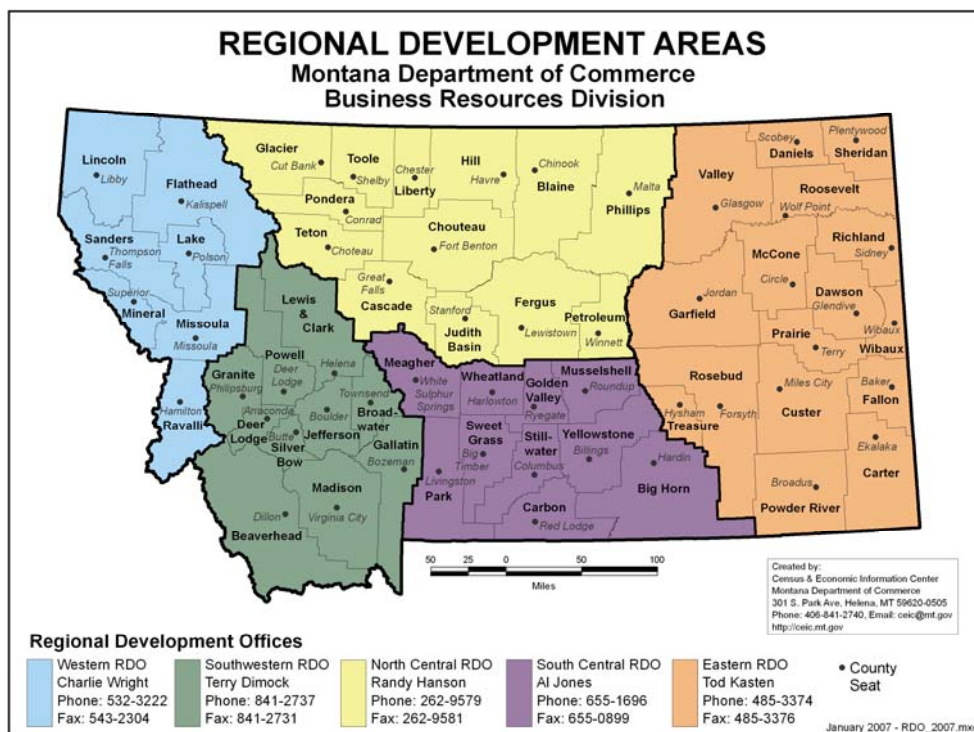 REGIONAL DEVELOPMENT AREAS
Montana Department of Commerce
Business Resources Division
Lincoln
Libby
Flathead
Kalispell
Sanders
Thompson
Falls
Lake
Polson
Superior
Mineral
Missoula
Missoula
Hamilton
Ravalli
Glacier
Cut Bank
Toole
Shelby
Chester
Liberty
Hill
Havre
Chinook
Blaine
Malta
Phillips
Pondera
Conrad
Teton
Choteau
Chouteau
Fort Benton
Great
Falls
Cascade
Stanford
Judith
Basin
Fergus
Lewistown
Petroleum
Winnett
Valley
Glasgow
Scobey
Daniels
Plentywood
Sheridan
Roosevelt
Wolf Point
Richland
Sidney
McCone
Circle
Dawson
Glendive
Wibaux
Wibaux
Garfield
Jordan
Prairie
Terry
Rosebud
Forsyth
Hysham
Treasure
Miles City
Custer
Baker
Fallon
Ekalaka
Carter
Broadus
Powder River
Lewis
&
Clark
Powell
Deer
Lodge
Helena
Granite
Philipsburg
Townsend
Broad-
water
Anaconda
Deer
Lodge
Boulder
Butte
Silver
Bow
Jefferson
Gallatin
Bozeman
Madison
Virginia City
Dillon
Beaverhead
Meagher
White
Sulphur
Springs
Wheatland
Harlowton
Golden
Valley
Ryegate
Musselshell
Roundup
Sweet
Grass
Big
Timber
Still-
water
Columbus
Yellowstone
Billings
Hardin
Big Horn
Livingston
Park
Carbon
Red Lodge
50 25 0 50 100
Miles
Created by:
Census & Economic Information Center
Montana Department of Commerce
301 S. Park Ave, Helena, MT 59620-0505
Phone: 406-841-2740, Email: ceic@mt.gov
http://ceic.mt.gov
Regional Development Offices
Western RDO
Charlie Wright
Phone: 532-3222
Fax: 543-2304
Southwestern RDO
Terry Dimock
Phone: 841-2737
Fax: 841-2731
North Central RDO
Randy Hanson
Phone: 262-9579
Fax: 262-9581
South Central RDO
Al Jones
Phone: 655-1696
Fax: 655-0899
Eastern RDO
Tod Kasten
Phone: 485-3374
Fax: 485-3376
County
Seat
January 2007 - RDO_2007.mxd